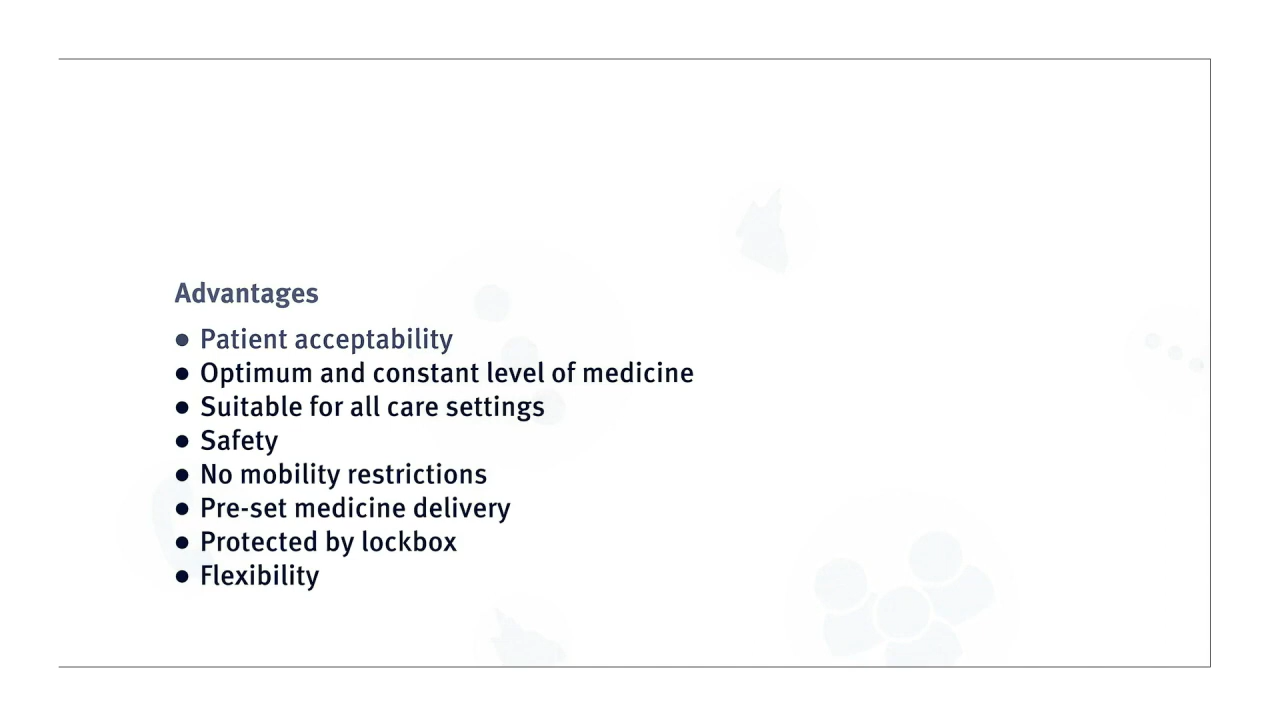 Advantages
● Patient acceptability
● Optimum and constant level of medicine
● Suitable for all care settings
● Safety
● No mobility restrictions
● Pre-set medicine delivery
● Protected by lockbox
● Flexibility